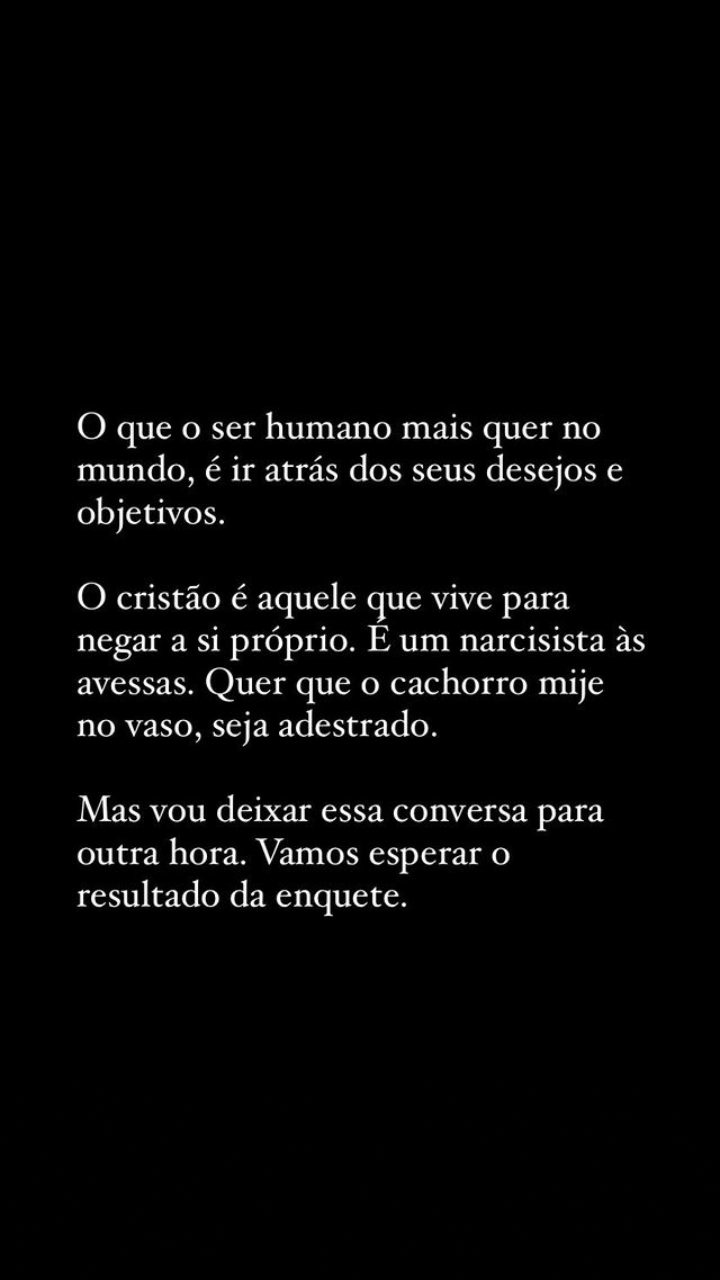 O que o ser humano mais quer no
mundo, é ir atrás dos seus desejos e
objetivos.
O cristão é aquele que vive para
negar a si próprio. É um narcisista às
avessas. Quer que o cachorro mije
no vaso, seja adestrado.
Mas vou deixar essa conversa para
outra hora. Vamos esperar o
resultado da enquete.